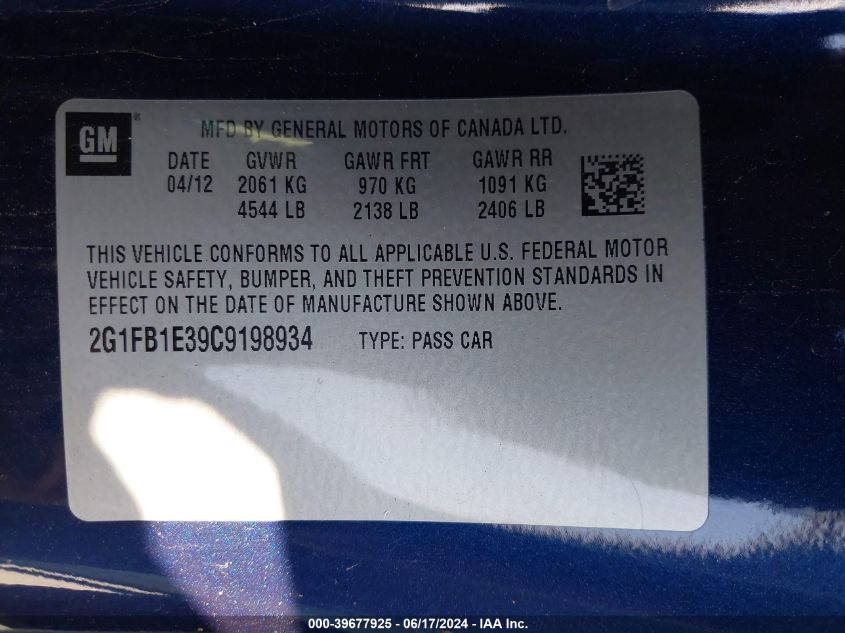 GM ®
MFD BY GENERAL MOTORS OF CANADA LTD.
DATE GVWR GAWR FRT GAWR RR
04/12 2061 KG 970 KG 1091 KG
4544 LB 2138 LB 2406 LB
THIS VEHICLE CONFORMS TO ALL APPLICABLE U.S. FEDERAL MOTOR
VEHICLE SAFETY, BUMPER, AND THEFT PREVENTION STANDARDS IN
EFFECT ON THE DATE OF MANUFACTURE SHOWN ABOVE.
2G1FB1E39C9198934 TYPE: PASS CAR
000-39677925 - 06/17/2024 - IAA Inc.